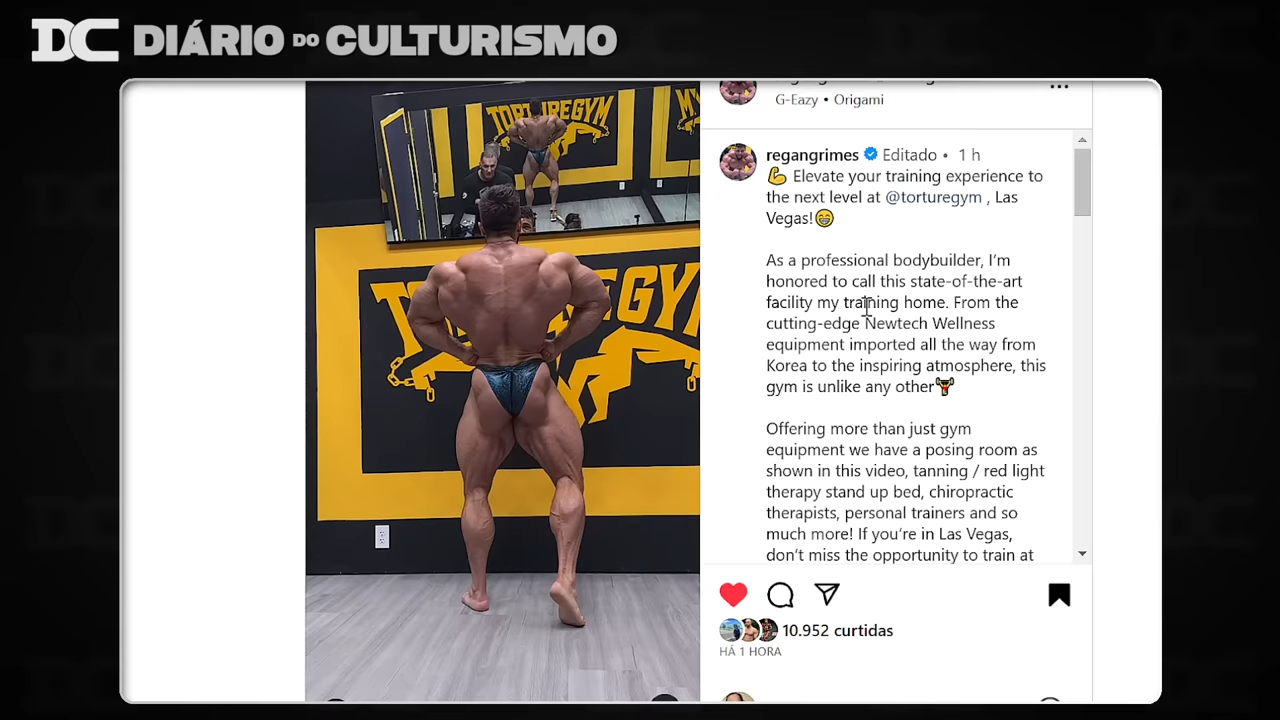 DC DIÁRIO DO CULTURISMO
G-Eazy • Origami
regangrimes Editado • 1 h
💪 Elevate your training experience to
the next level at @torturegym , Las
Vegas!😁
As a professional bodybuilder, I'm
honored to call this state-of-the-art
facility my training home. From the
cutting-edge Newtech Wellness
equipment imported all the way from
Korea to the inspiring atmosphere, this
gym is unlike any other🏋️
Offering more than just gym
equipment we have a posing room as
shown in this video, tanning / red light
therapy stand up bed, chiropractic
therapists, personal trainers and so
much more! If you're in Las Vegas,
don't miss the opportunity to train at
10.952 curtidas
HÁ 1 HORA
TORTUREGYM
MY